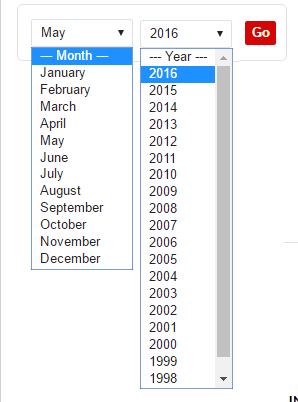 May 2016 Go
--- Month ---
January
February
March
April
May
June
July
August
September
October
November
December
--- Year ---
2016
2015
2014
2013
2012
2011
2010
2009
2008
2007
2006
2005
2004
2003
2002
2001
2000
1999
1998